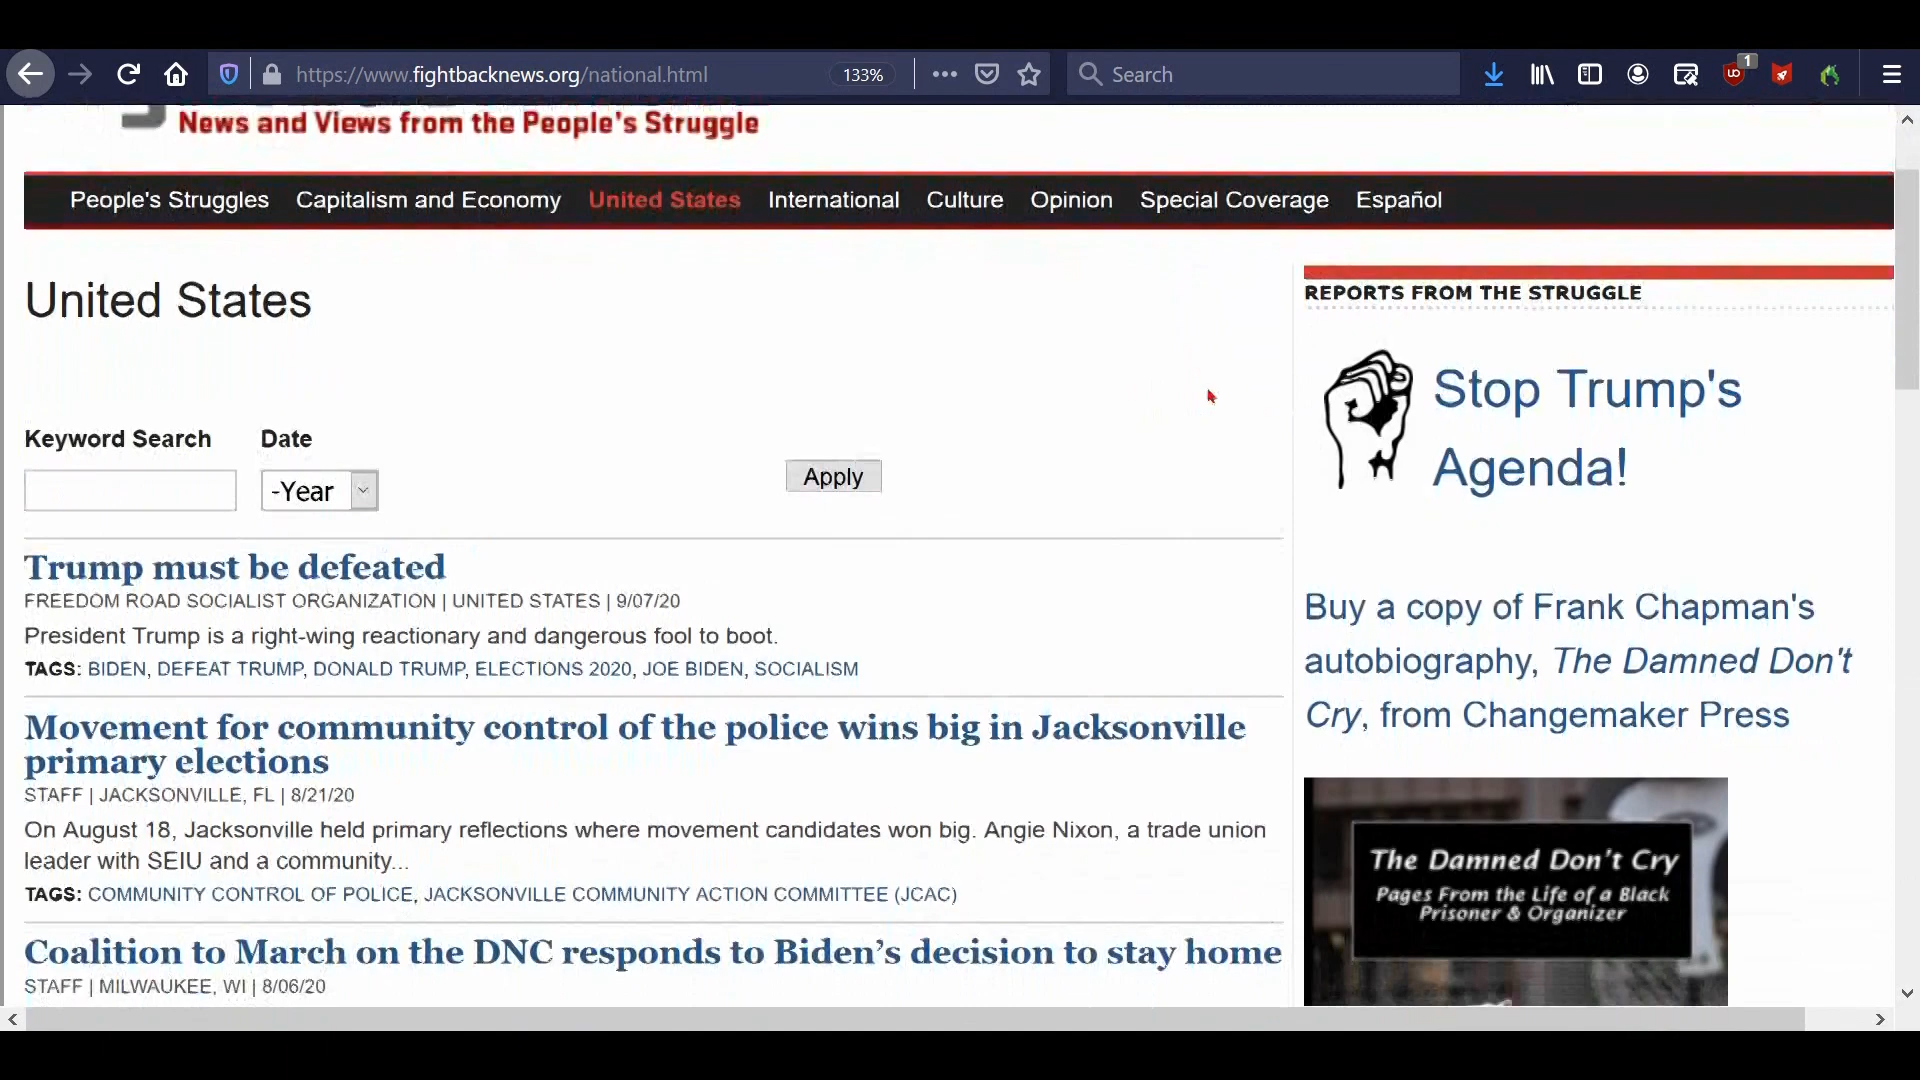 https://www.fightbacknews.org/national.html
133%
Search
1
News and Views from the People's Struggle
People's Struggles Capitalism and Economy United States International Culture Opinion Special Coverage Español
United States
Keyword Search Date
-Year
Apply
Trump must be defeated
FREEDOM ROAD SOCIALIST ORGANIZATION | UNITED STATES | 9/07/20
President Trump is a right-wing reactionary and dangerous fool to boot.
TAGS: BIDEN, DEFEAT TRUMP, DONALD TRUMP, ELECTIONS 2020, JOE BIDEN, SOCIALISM
Movement for community control of the police wins big in Jacksonville
primary elections
STAFF | JACKSONVILLE, FL | 8/21/20
On August 18, Jacksonville held primary reflections where movement candidates won big. Angie Nixon, a trade union
leader with SEIU and a community...
TAGS: COMMUNITY CONTROL OF POLICE, JACKSONVILLE COMMUNITY ACTION COMMITTEE (JCAC)
Coalition to March on the DNC responds to Biden's decision to stay home
STAFF | MILWAUKEE, WI | 8/06/20
REPORTS FROM THE STRUGGLE
Stop Trump's
Agenda!
Buy a copy of Frank Chapman's
autobiography, The Damned Don't
Cry, from Changemaker Press
The Damned Don't Cry
Pages From the Life of a Black
Prisoner & Organizer